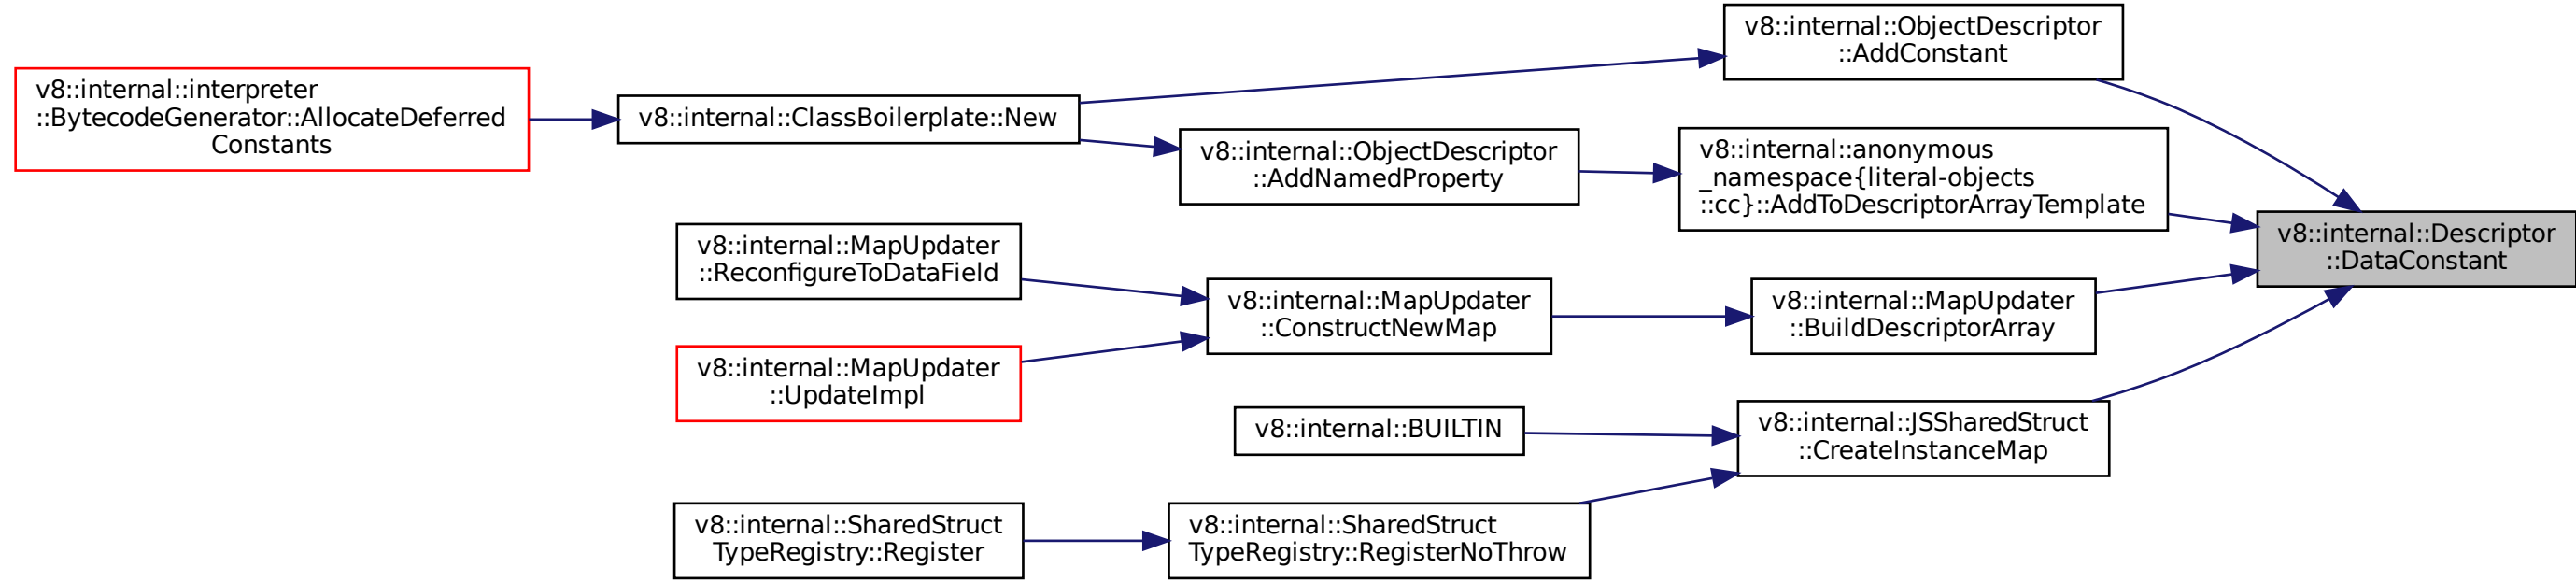 v8::internal::ObjectDescriptor
::AddConstant
v8::internal::interpreter
::BytecodeGenerator::AllocateDeferred
Constants
v8::internal::ClassBoilerplate::New
v8::internal::ObjectDescriptor
::AddNamedProperty
v8::internal::anonymous
_namespace{literal-objects
::cc}::AddToDescriptorArrayTemplate
v8::internal::Descriptor
::DataConstant
v8::internal::MapUpdater
::ReconfigureToDataField
v8::internal::MapUpdater
::ConstructNewMap
v8::internal::MapUpdater
::BuildDescriptorArray
v8::internal::MapUpdater
::UpdateImpl
v8::internal::BUILTIN
v8::internal::JSSharedStruct
::CreateInstanceMap
v8::internal::SharedStruct
TypeRegistry::Register
v8::internal::SharedStruct
TypeRegistry::RegisterNoThrow